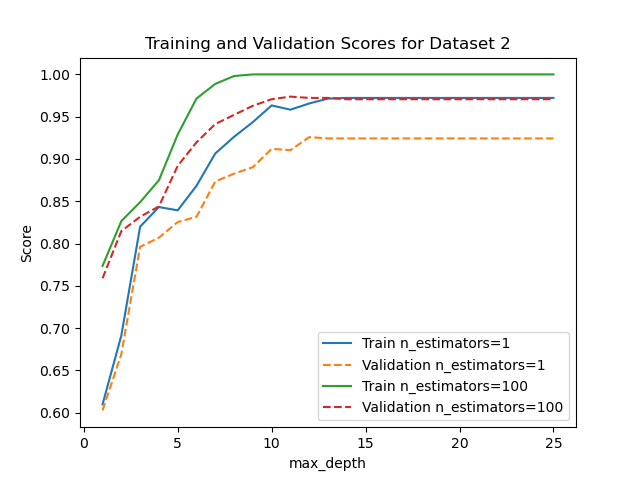 Training and Validation Scores for Dataset 2
1.00
0.95
0.90
0.85
0.80
0.75
0.70
0.65
0.60
Score
Train n_estimators=1
Validation n_estimators=1
Train n_estimators=100
Validation n_estimators=100
0 5 10 15 20 25
max_depth